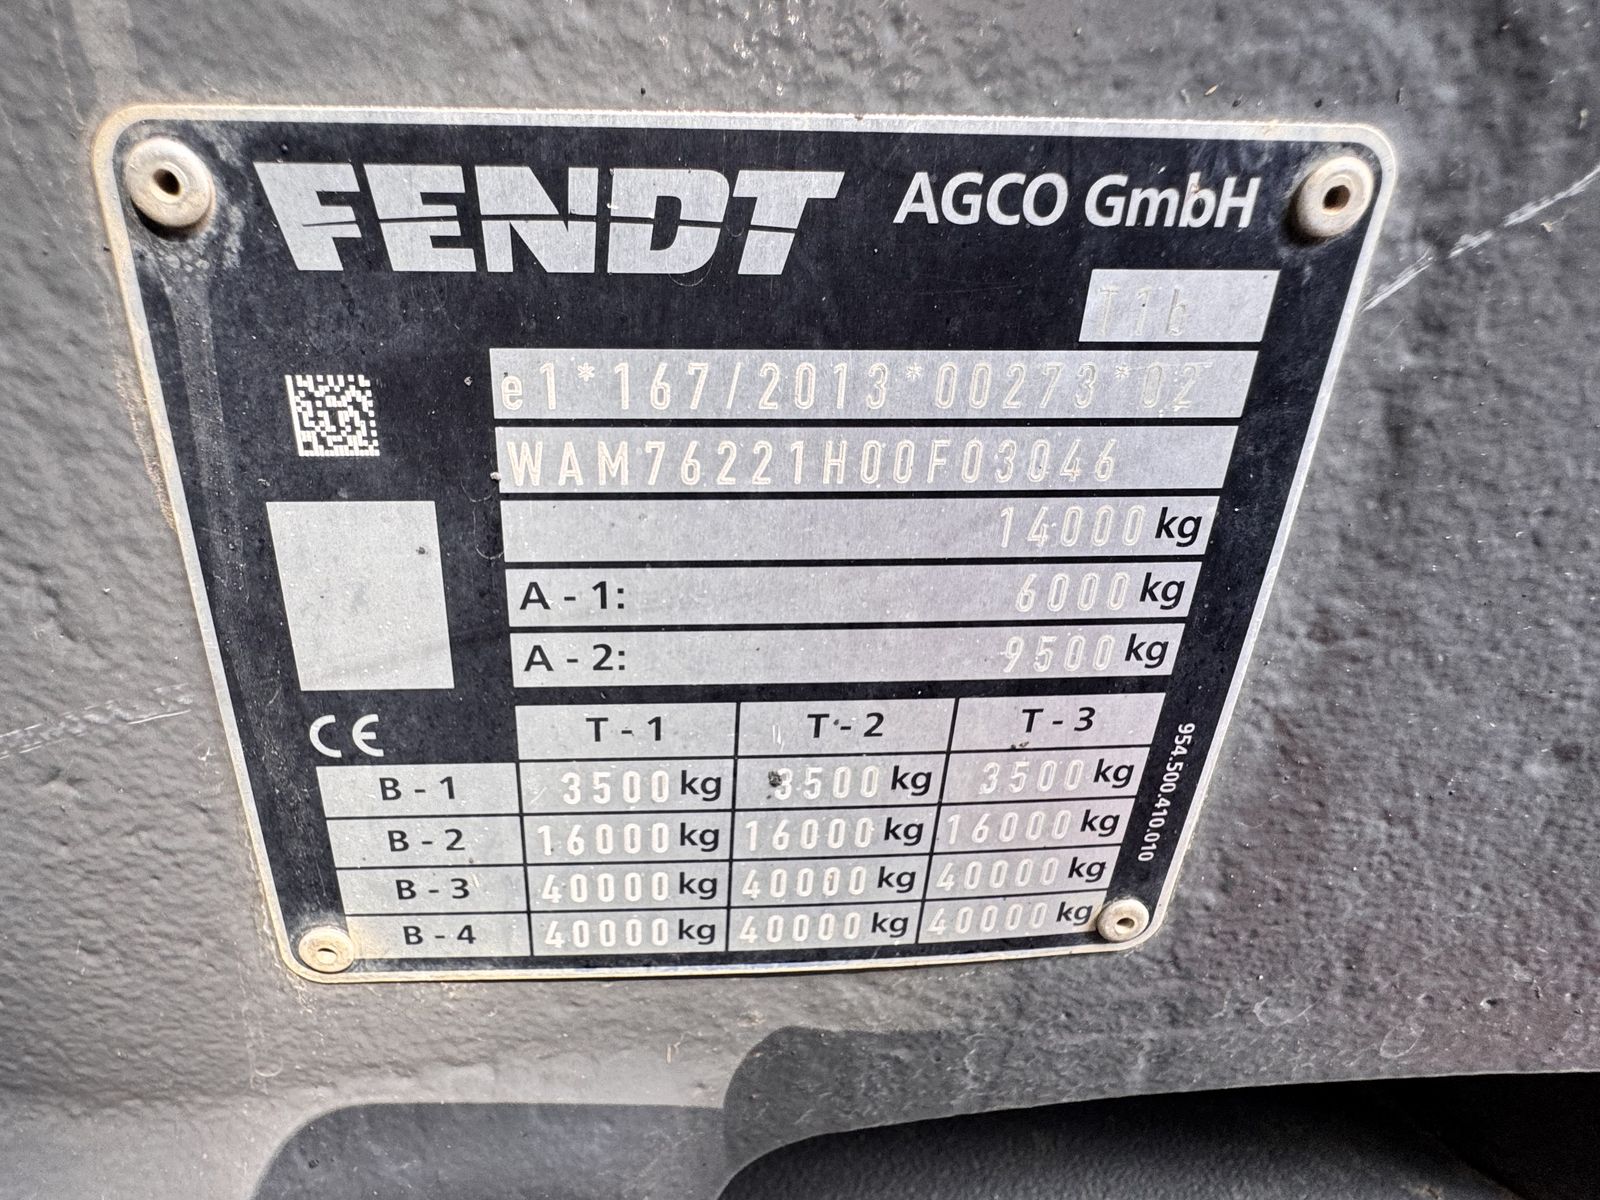 FENDT AGCO GmbH
T1b
e1*167/2013*00273*02
WAM76221H00F03046
14000 kg
A - 1: 6000 kg
A - 2: 9500 kg
CE T - 1 T - 2 T - 3
B - 1 3500 kg 3500 kg 3500 kg
B - 2 16000 kg 16000 kg 16000 kg
B - 3 40000 kg 40000 kg 40000 kg
B - 4 40000 kg 40000 kg 40000 kg
954.500.410.010